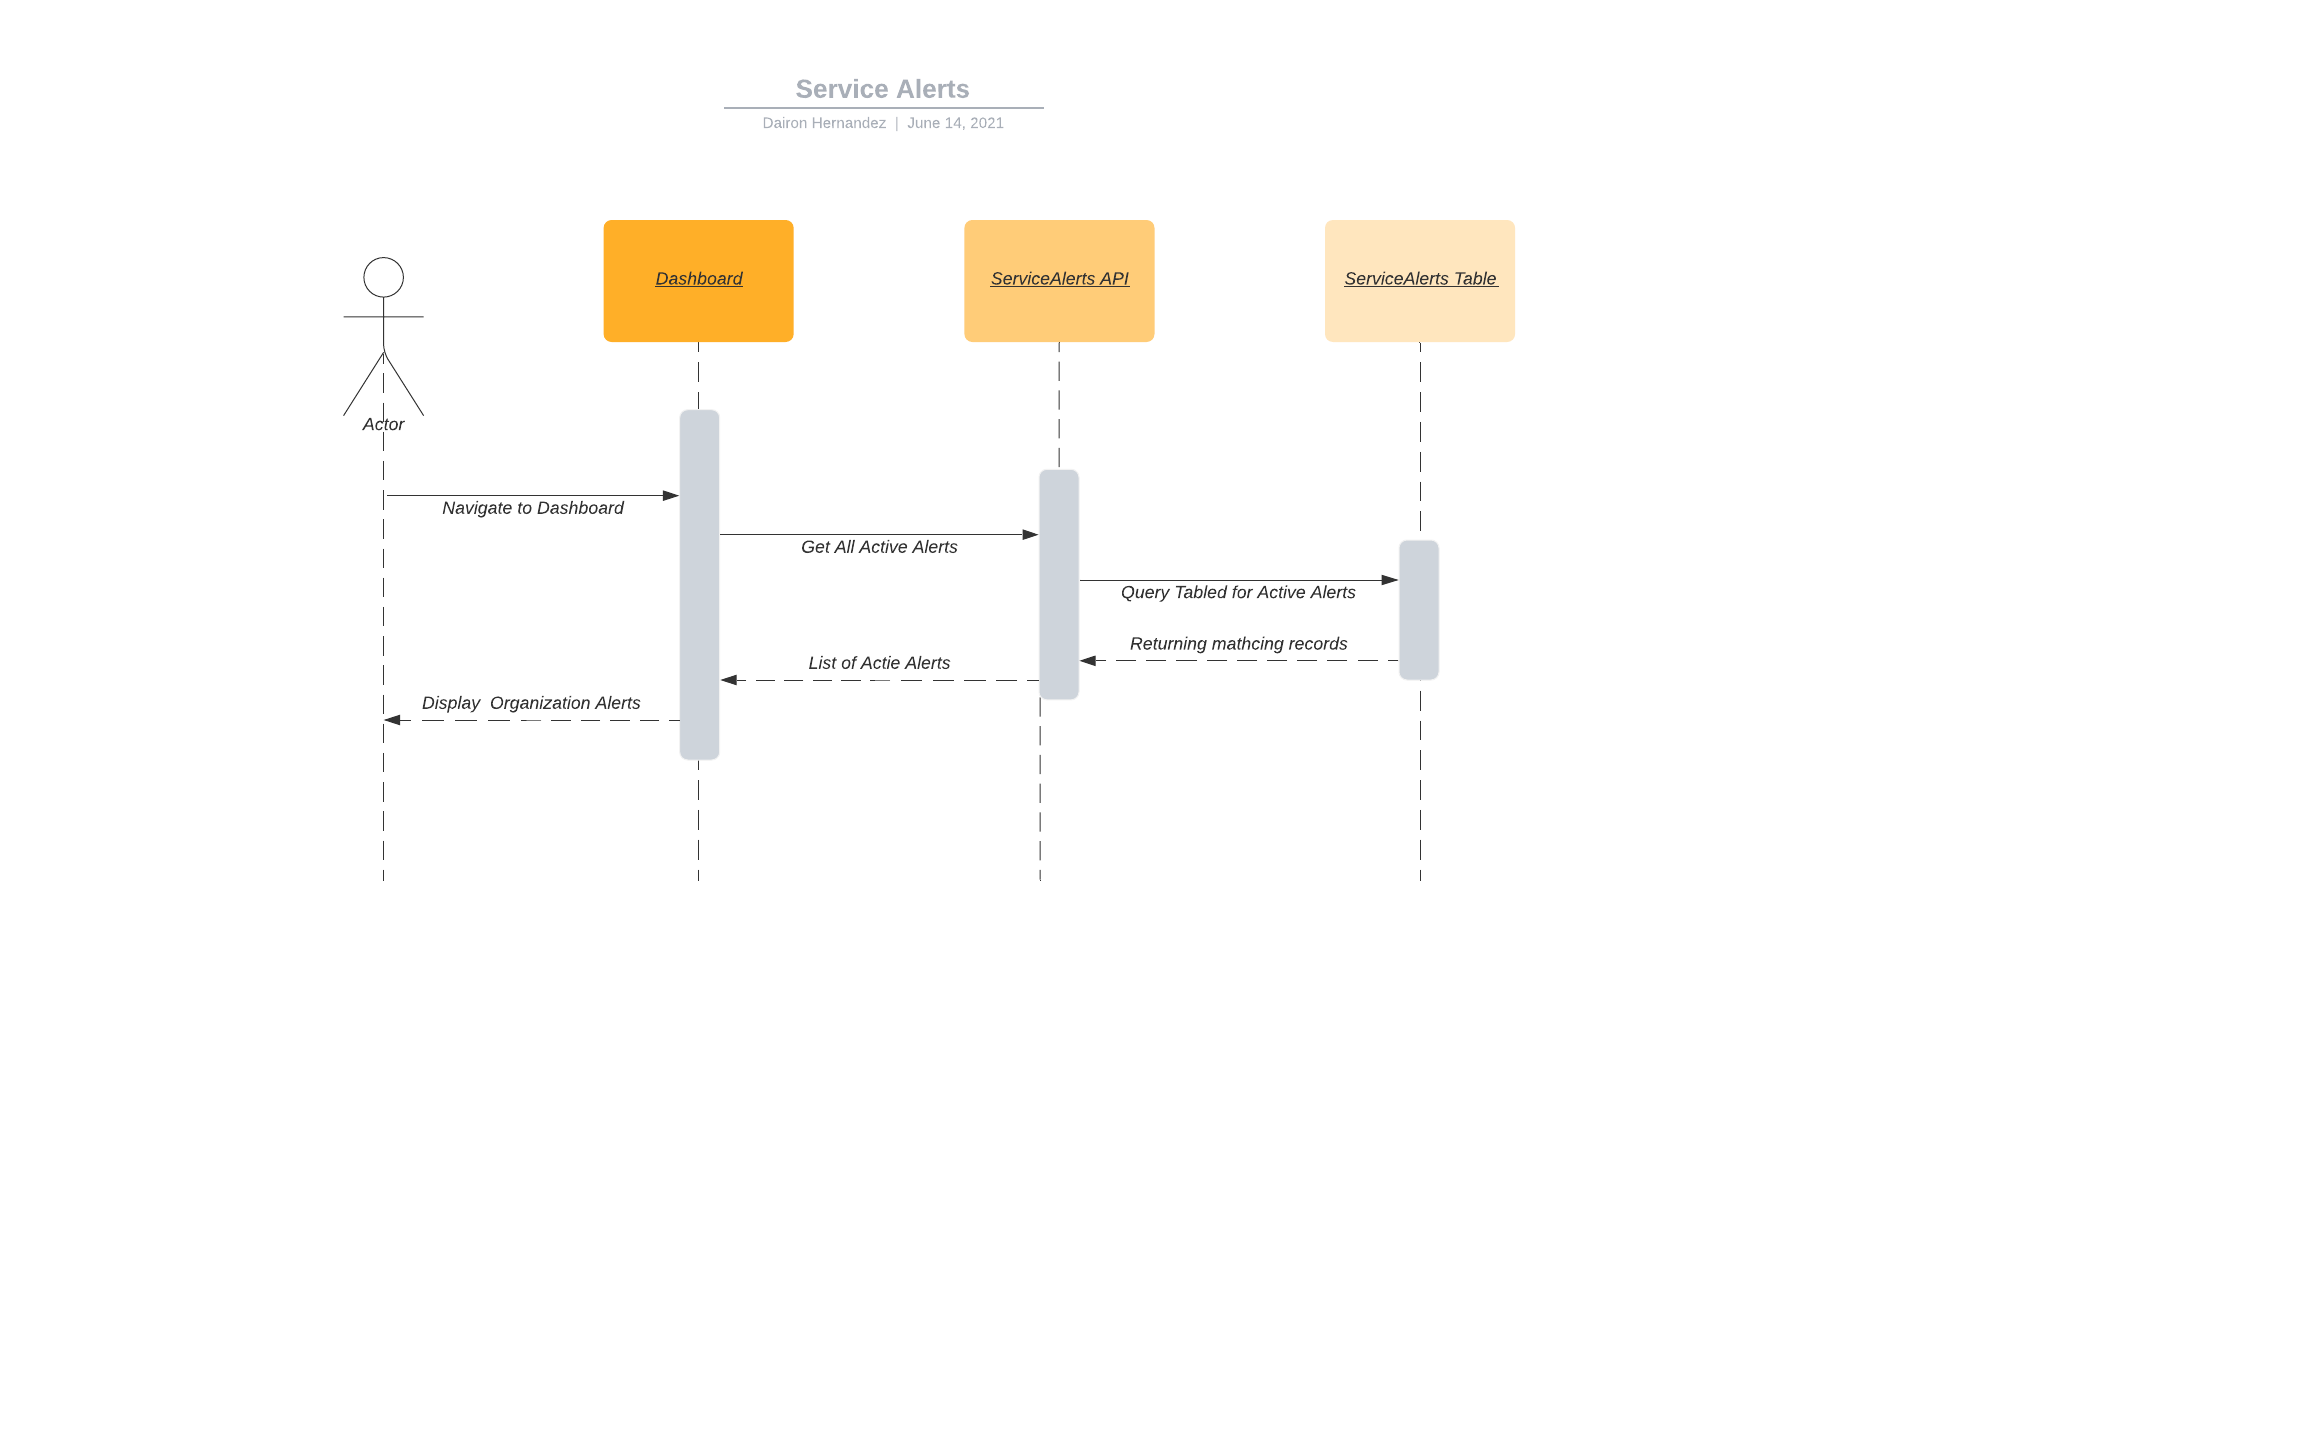 Service Alerts
Dairon Hernandez | June 14, 2021
Dashboard
ServiceAlerts API
ServiceAlerts Table
Actor
Navigate to Dashboard
Get All Active Alerts
Query Tabled for Active Alerts
Returning mathcing records
List of Actie Alerts
Display  Organization Alerts